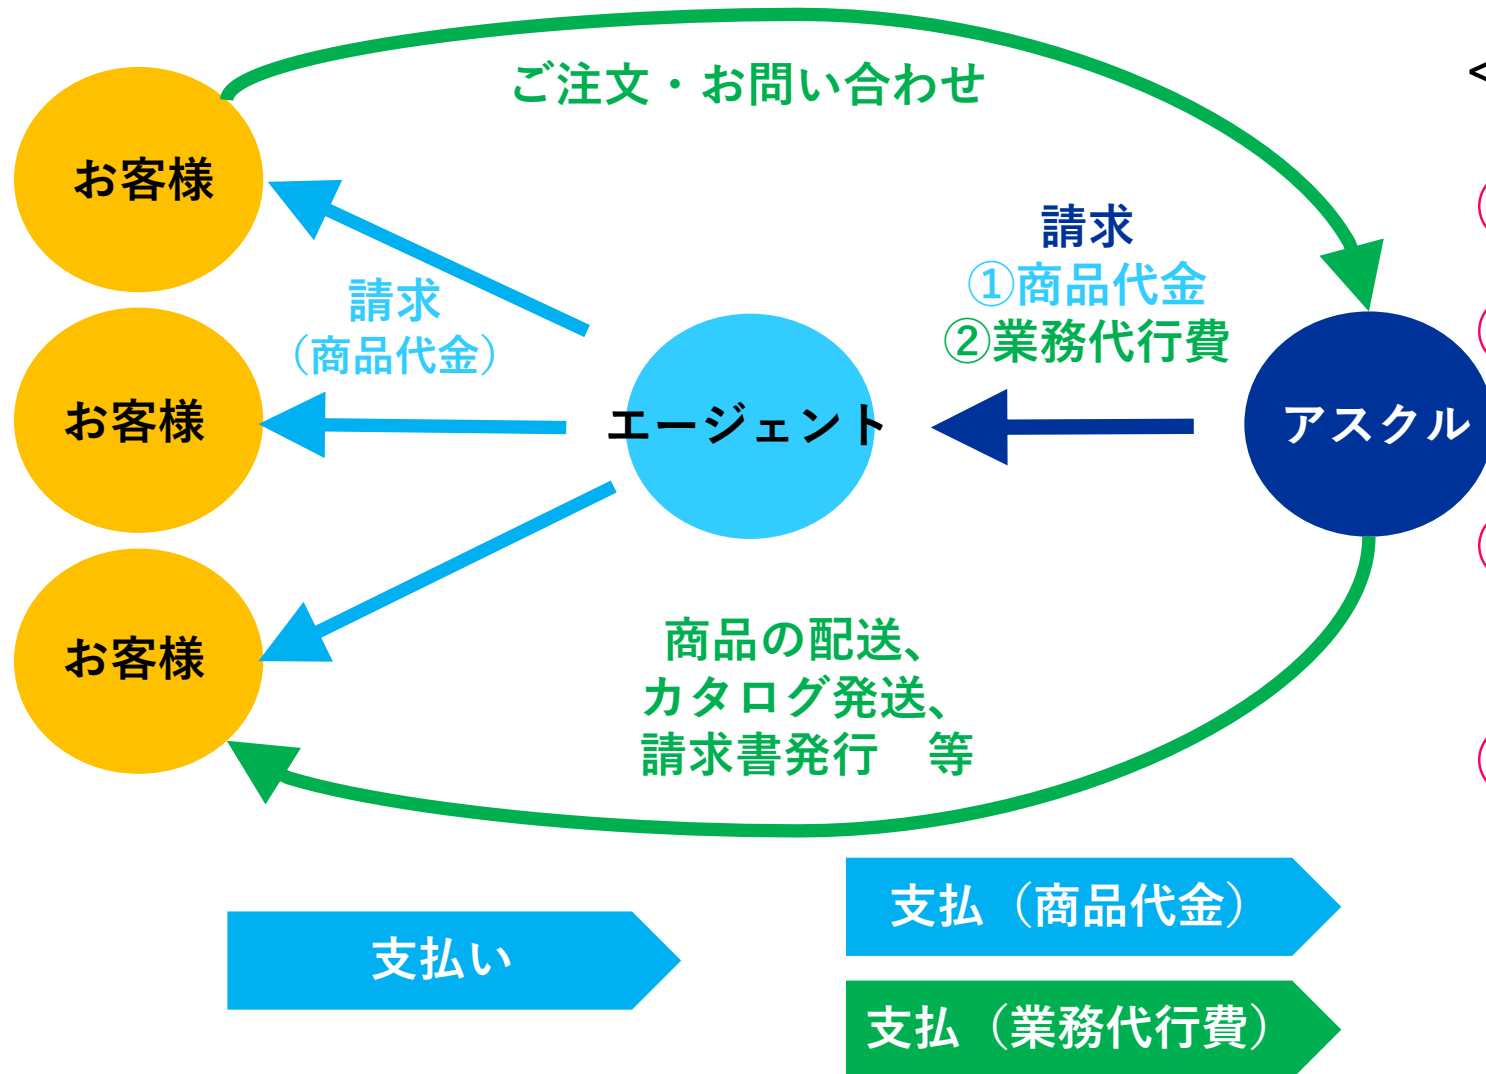 ご注文・お問い合わせ
<
お客様
請求
①商品代金
②業務代行費
請求
（商品代金）
お客様
エージェント
アスクル
お客様
商品の配送、
カタログ発送、
請求書発行　等
支払（商品代金）
支払い
支払（業務代行費）